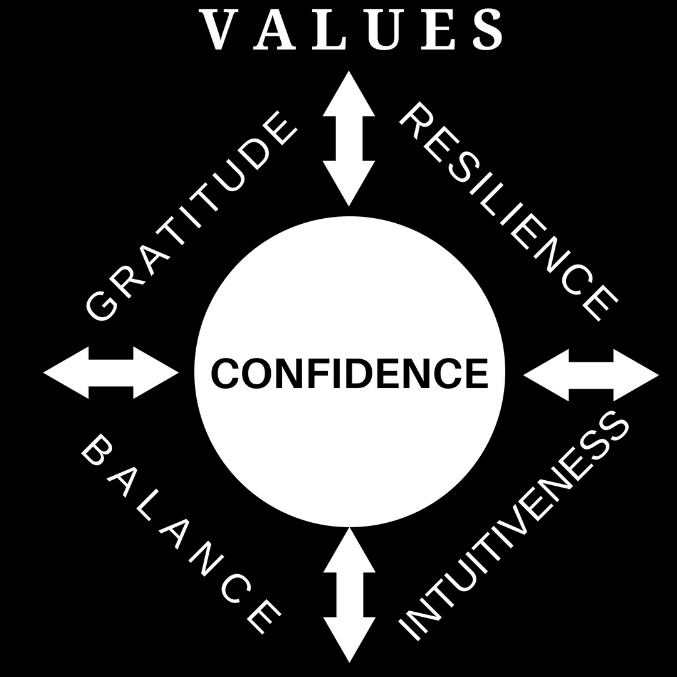 VALUES
GRATITUDE
RESILIENCE
CONFIDENCE
BALANCE
INTUITIVENESS